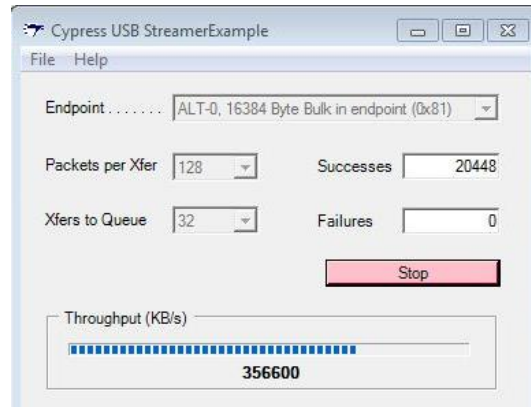 Cypress USB StreamerExample
File Help
Endpoint . . . . . . . ALT-0, 16384 Byte Bulk in endpoint (0x81)
Packets per Xfer 128 Successes 20448
Xfers to Queue 32 Failures 0
Stop
Throughput (KB/s)
356600